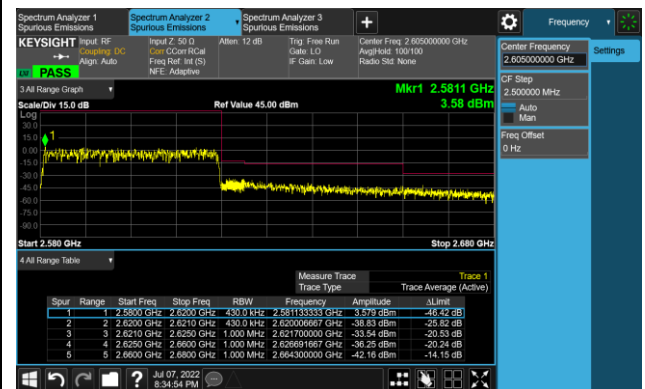 Spectrum Analyzer 1
Spurious Emissions
Spectrum Analyzer 2
Spurious Emissions
Spectrum Analyzer 3
Spurious Emissions
+
Frequency
KEYSIGHT
Input: RF
Coupling: DC
Align: Auto
Input Z: 50 Ω
Corr CCorr RCal
Freq Ref: Int (S)
NFE: Adaptive
Atten: 12 dB
Trig: Free Run
Gate: LO
IF Gain: Low
Center Freq: 2.605000000 GHz
Avg|Hold: 100/100
Radio Std: None
PASS
Center Frequency
2.605000000 GHz
Settings
CF Step
2.500000 MHz
Auto
Man
Freq Offset
0 Hz
3 All Range Graph
Mkr1 2.5811 GHz
Scale/Div 15.0 dB
Ref Value 45.00 dBm
3.58 dBm
Log
30.0
15.0
0.00
-15.0
-30.0
-45.0
-60.0
-75.0
-90.0
1
Start 2.580 GHz
Stop 2.680 GHz
4 All Range Table
Measure Trace Trace 1
Trace Type Trace Average (Active)
Spur Range Start Freq Stop Freq RBW Frequency Amplitude ΔLimit
1 1 2.5800 GHz 2.6200 GHz 430.0 kHz 2.581133333 GHz 3.579 dBm -46.42 dB
2 2 2.6200 GHz 2.6210 GHz 430.0 kHz 2.620006667 GHz -38.83 dBm -25.82 dB
3 3 2.6210 GHz 2.6250 GHz 1.000 MHz 2.621700000 GHz -33.54 dBm -20.53 dB
4 4 2.6250 GHz 2.6600 GHz 1.000 MHz 2.626691667 GHz -36.25 dBm -20.24 dB
5 5 2.6600 GHz 2.6800 GHz 1.000 MHz 2.664300000 GHz -42.16 dBm -14.15 dB
?
Jul 07, 2022
8:34:54 PM